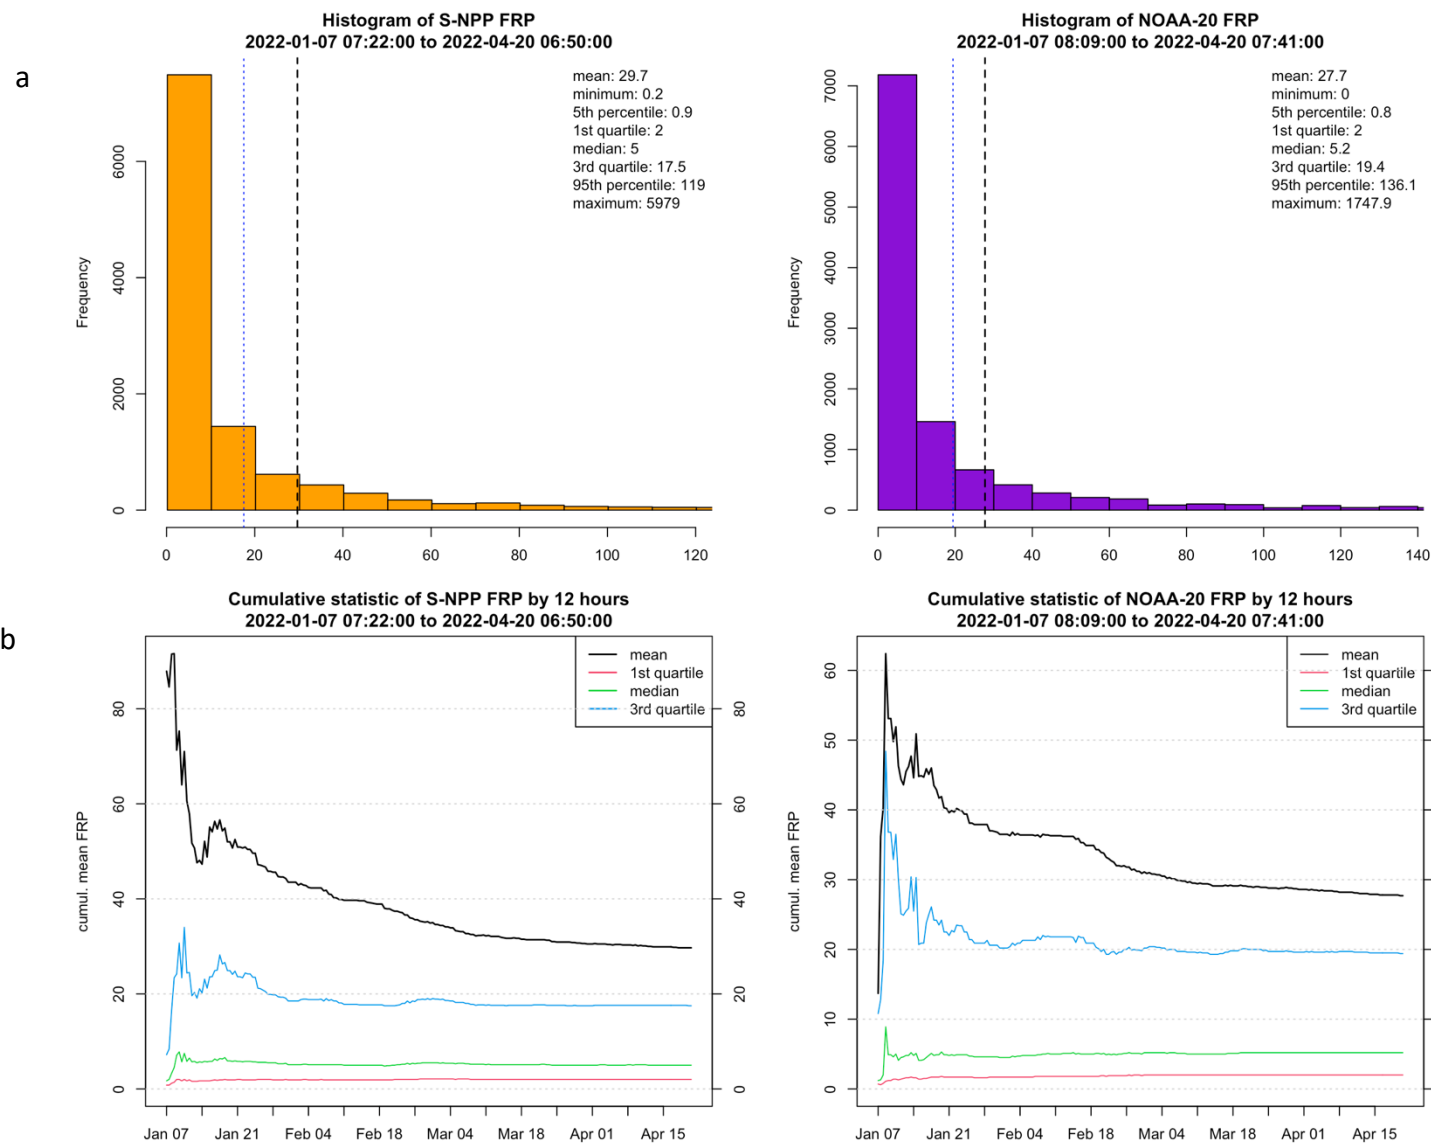 a
Histogram of S-NPP FRP
2022-01-07 07:22:00 to 2022-04-20 06:50:00
mean: 29.7
minimum: 0.2
5th percentile: 0.9
1st quartile: 2
median: 5
3rd quartile: 17.5
95th percentile: 119
maximum: 5979
Frequency
0
2000
4000
6000
0 20 40 60 80 100 120
Histogram of NOAA-20 FRP
2022-01-07 08:09:00 to 2022-04-20 07:41:00
mean: 27.7
minimum: 0
5th percentile: 0.8
1st quartile: 2
median: 5.2
3rd quartile: 19.4
95th percentile: 136.1
maximum: 1747.9
Frequency
0
1000
2000
3000
4000
5000
6000
7000
0 20 40 60 80 100 120 140
b
Cumulative statistic of S-NPP FRP by 12 hours
2022-01-07 07:22:00 to 2022-04-20 06:50:00
mean
1st quartile
median
3rd quartile
cumul. mean FRP
0
20
40
60
80
0
20
40
60
80
Jan 07 Jan 21 Feb 04 Feb 18 Mar 04 Mar 18 Apr 01 Apr 15
Cumulative statistic of NOAA-20 FRP by 12 hours
2022-01-07 08:09:00 to 2022-04-20 07:41:00
mean
1st quartile
median
3rd quartile
cumul. mean FRP
0
10
20
30
40
50
60
Jan 07 Jan 21 Feb 04 Feb 18 Mar 04 Mar 18 Apr 01 Apr 15